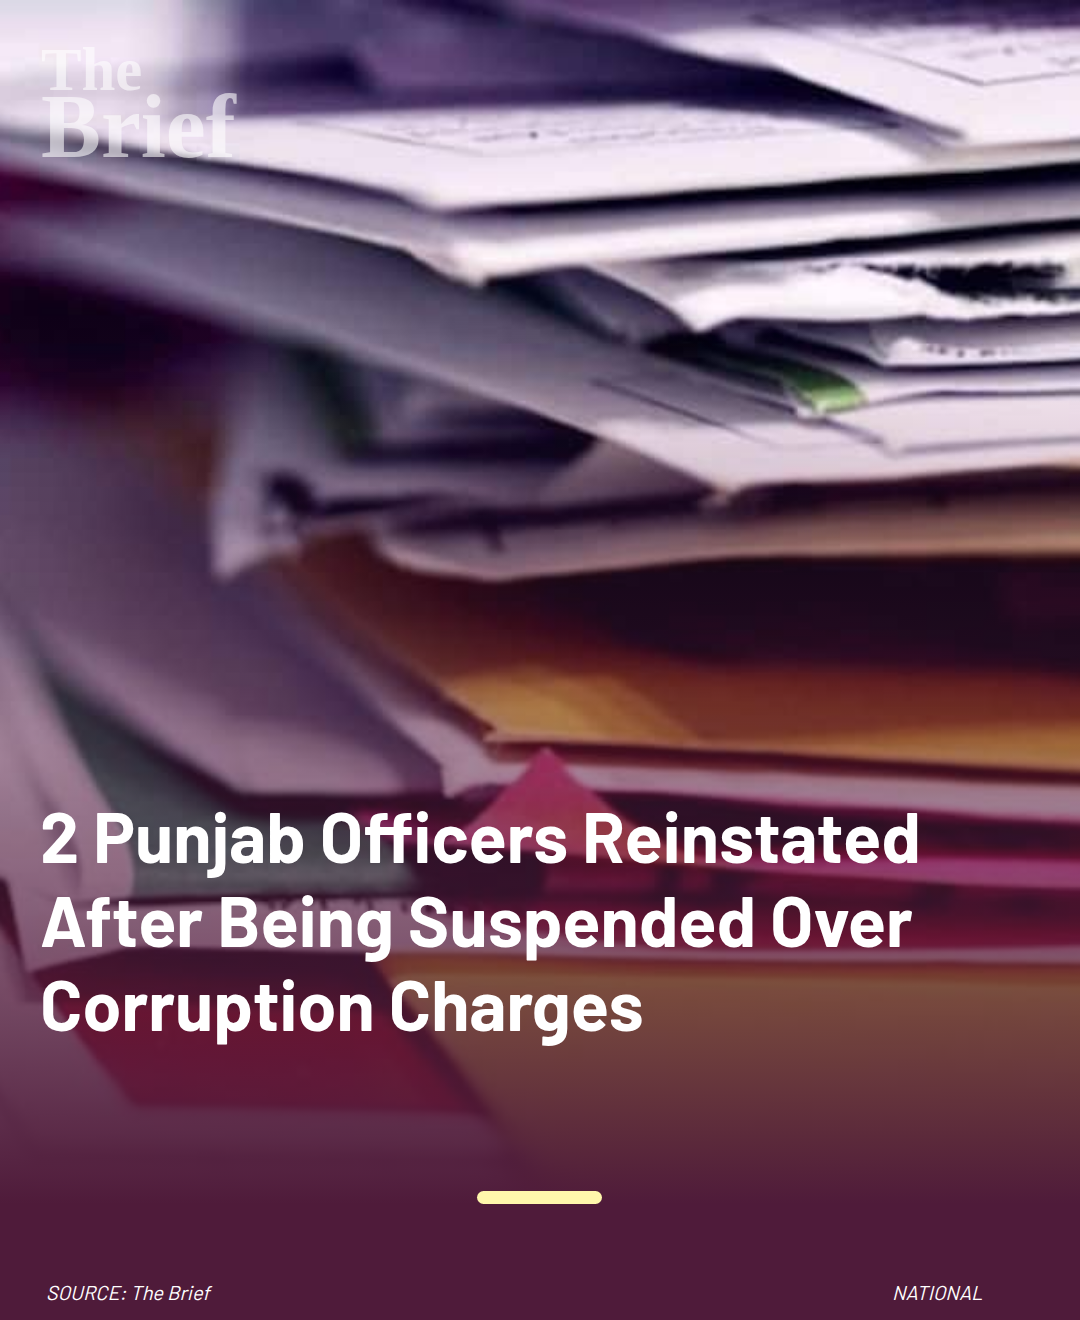 The
Brief
2 Punjab Officers Reinstated
After Being Suspended Over
Corruption Charges
SOURCE: The Brief
NATIONAL